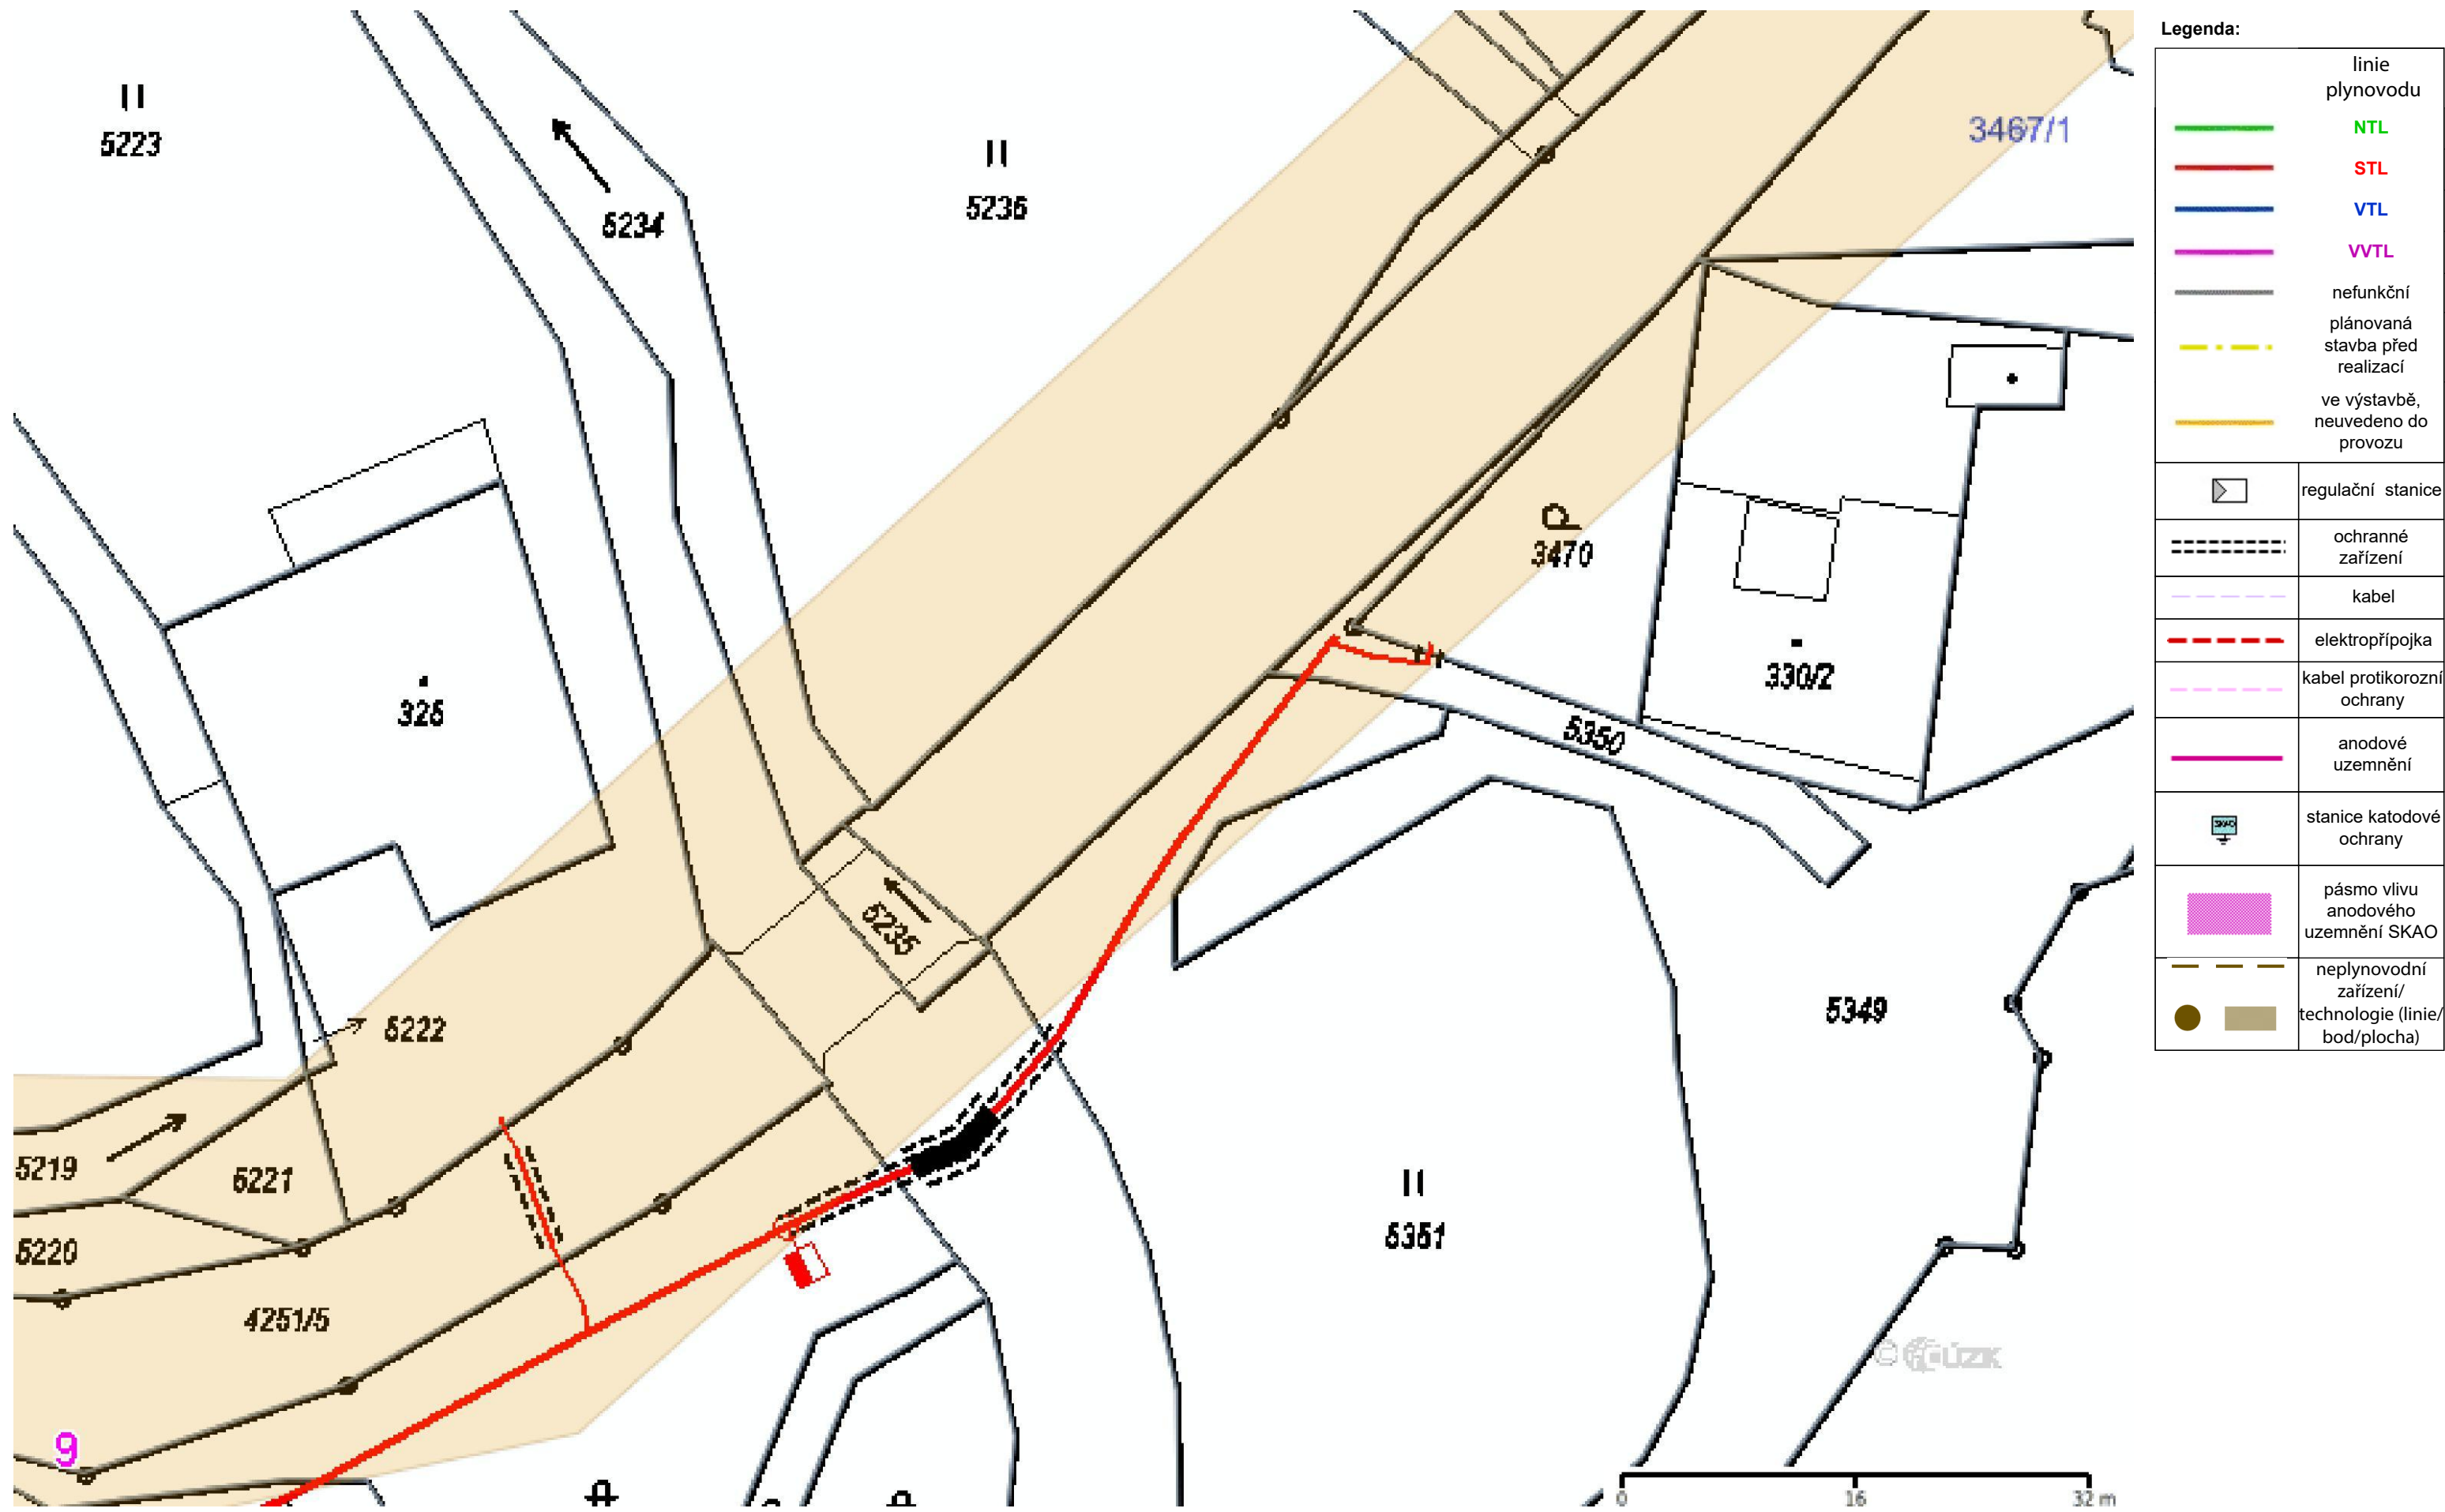 5223
5234
5236
3467/1
3470
330/2
5350
328
5235
5222
5219
5221
5220
4251/5
9
5349
5351
© ČÚZK
0 16 32 m
Legenda:
linie
plynovodu
NTL
STL
VTL
VVTL
nefunkční
plánovaná
stavba před
realizací
ve výstavbě,
neuvedeno do
provozu
regulační stanice
ochranné
zařízení
kabel
elektropřípojka
kabel protikorozní
ochrany
anodové
uzemnění
SKAO
stanice katodové
ochrany
pásmo vlivu
anodového
uzemnění SKAO
neplynovodní
zařízení/
technologie (linie/
bod/plocha)